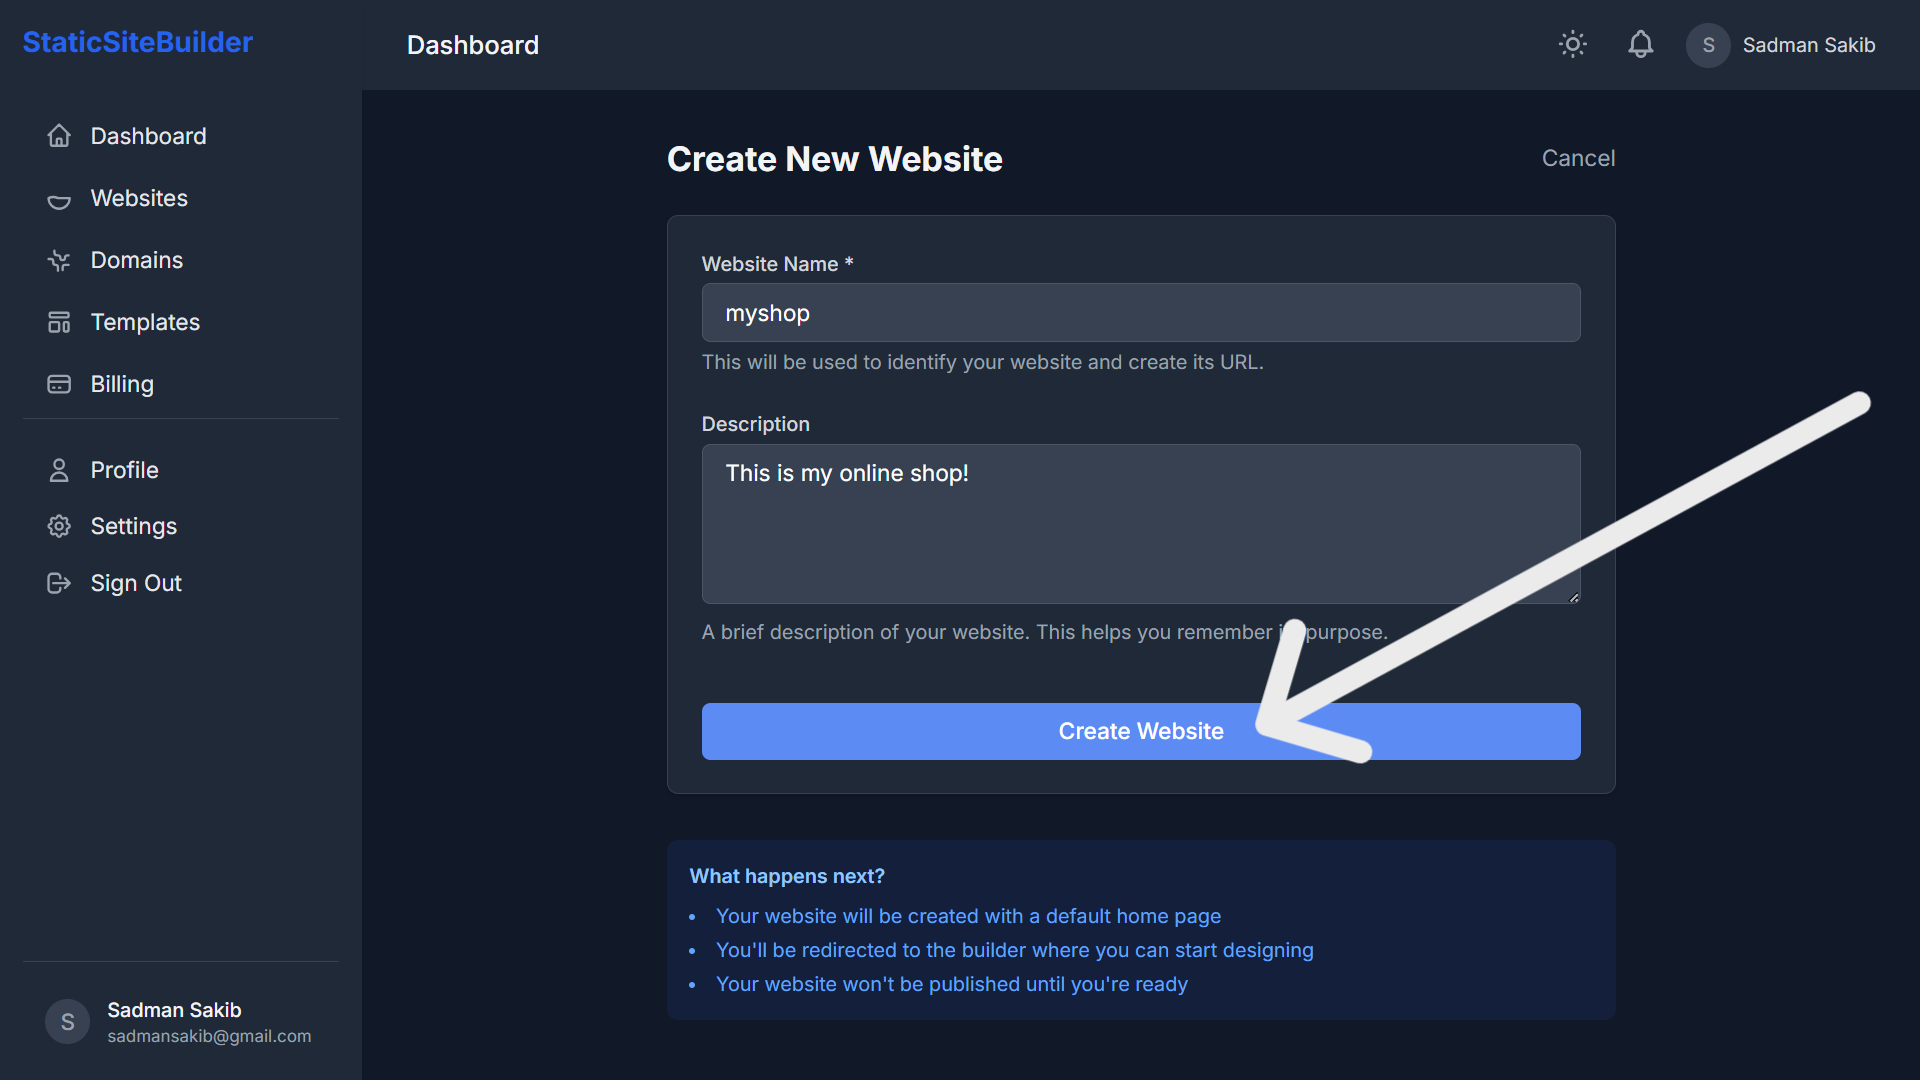 StaticSiteBuilder
Dashboard
S
Sadman Sakib
Dashboard
Websites
Domains
Templates
Billing
Profile
Settings
Sign Out
Create New Website
Cancel
Website Name *
myshop
This will be used to identify your website and create its URL.
Description
This is my online shop!
A brief description of your website. This helps you remember purpose.
Create Website
What happens next?
• Your website will be created with a default home page
• You'll be redirected to the builder where you can start designing
• Your website won't be published until you're ready
S
Sadman Sakib
sadmansakib@gmail.com